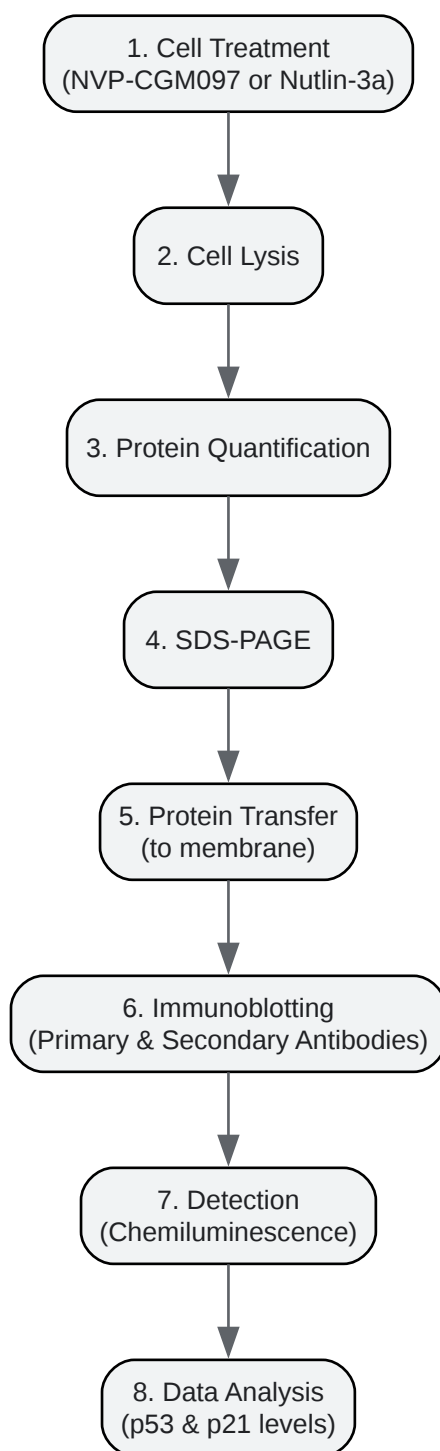 1. Cell Treatment
(NVP-CGM097 or Nutlin-3a)
2. Cell Lysis
3. Protein Quantification
4. SDS-PAGE
5. Protein Transfer
(to membrane)
6. Immunoblotting
(Primary & Secondary Antibodies)
7. Detection
(Chemiluminescence)
8. Data Analysis
(p53 & p21 levels)